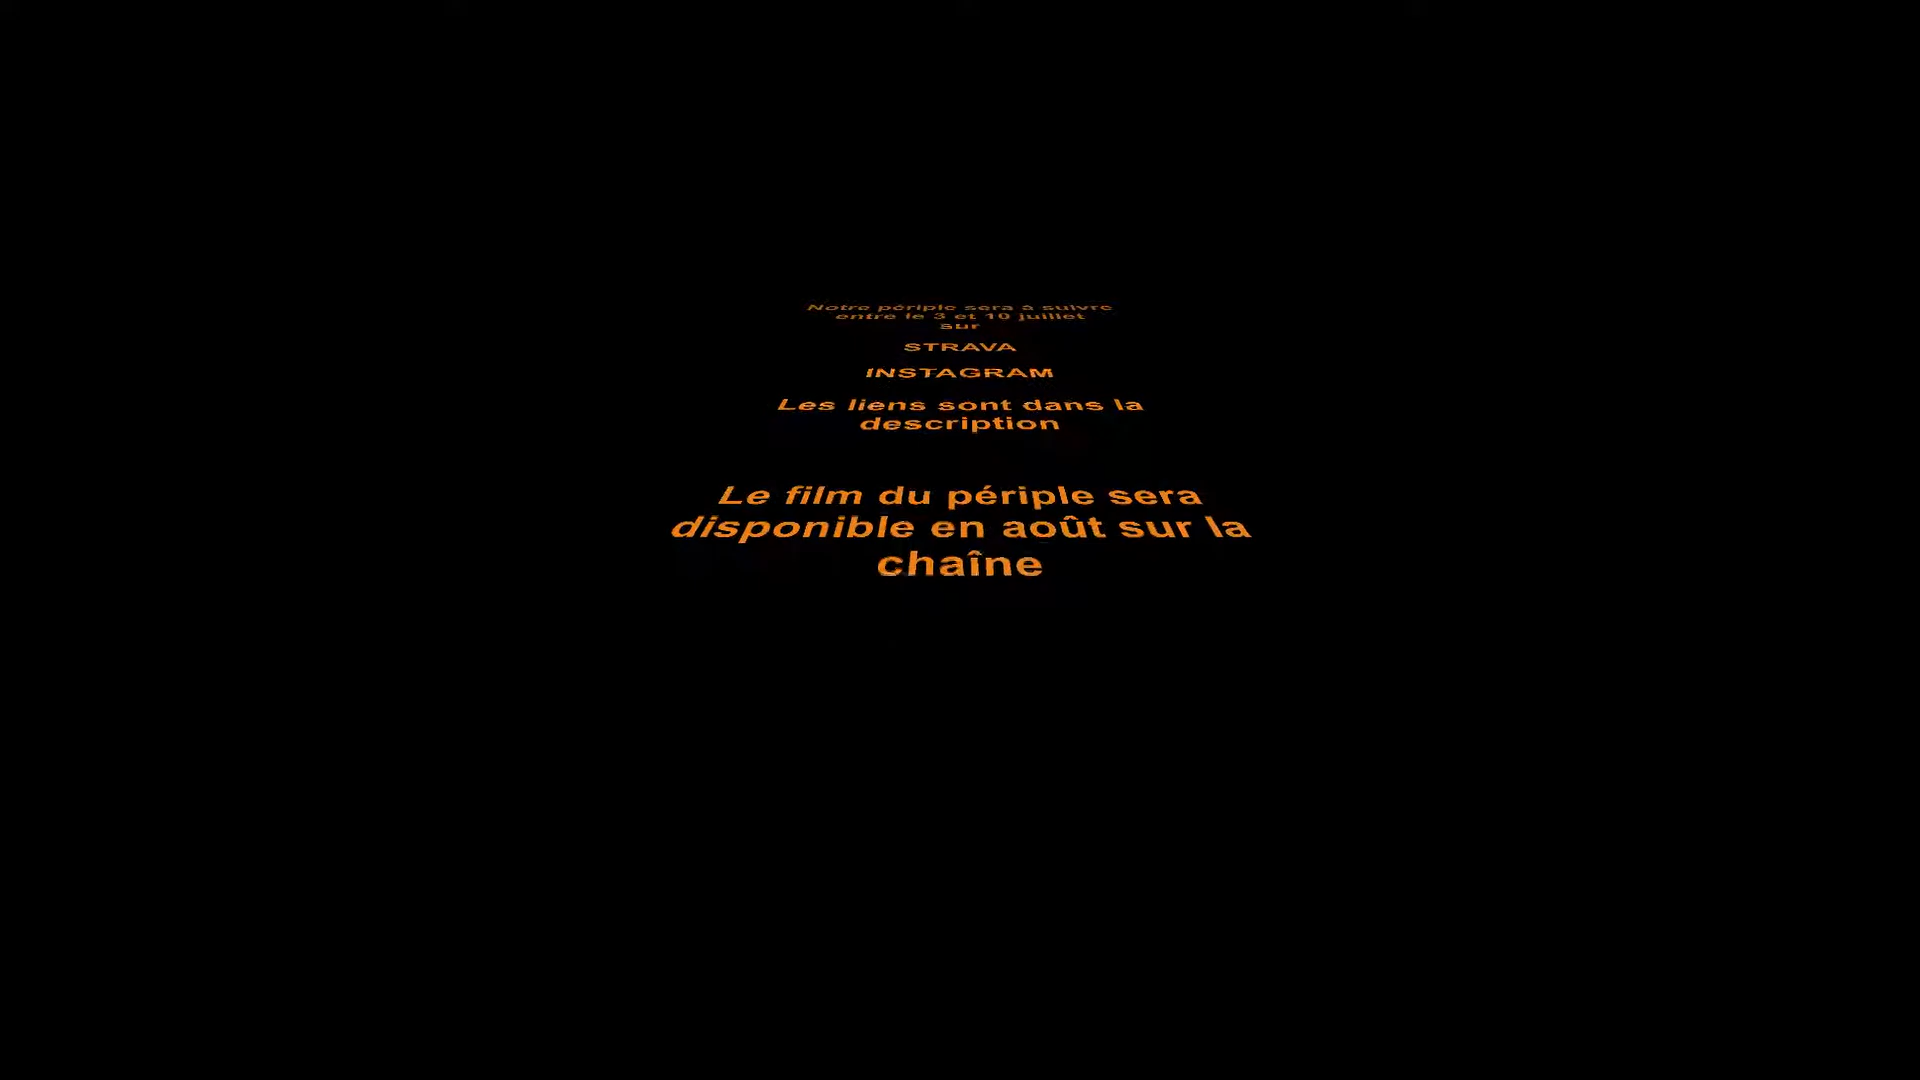 Notre périple sera à suivre
entre le 3 et 10 juillet
sur
STRAVA
INSTAGRAM
Les liens sont dans la
description
Le film du périple sera
disponible en août sur la
chaîne